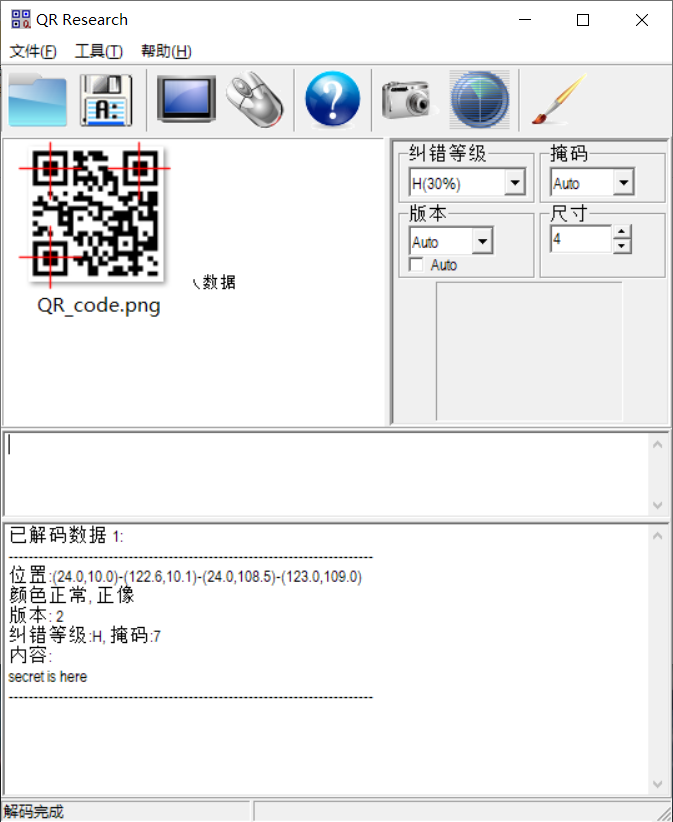 QR Research
文件(F) 工具(T) 帮助(H)
A:
?
纠错等级 掩码
H(30%) Auto
版本 尺寸
Auto 4
Auto
数据
QR_code.png
已解码数据 1:
----------------------------------------------------------------------
位置:(24.0,10.0)-(122.6,10.1)-(24.0,108.5)-(123.0,109.0)
颜色正常, 正像
版本: 2
纠错等级:H, 掩码:7
内容:
secret is here
----------------------------------------------------------------------
解码完成